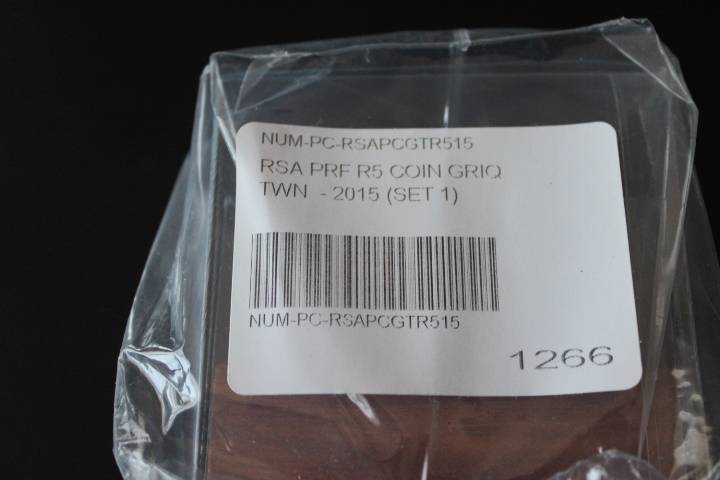 NUM-PC-RSAPCGTR515
RSA PRF R5 COIN GRIQ
TWN - 2015 (SET 1)
NUM-PC-RSAPCGTR515
1266